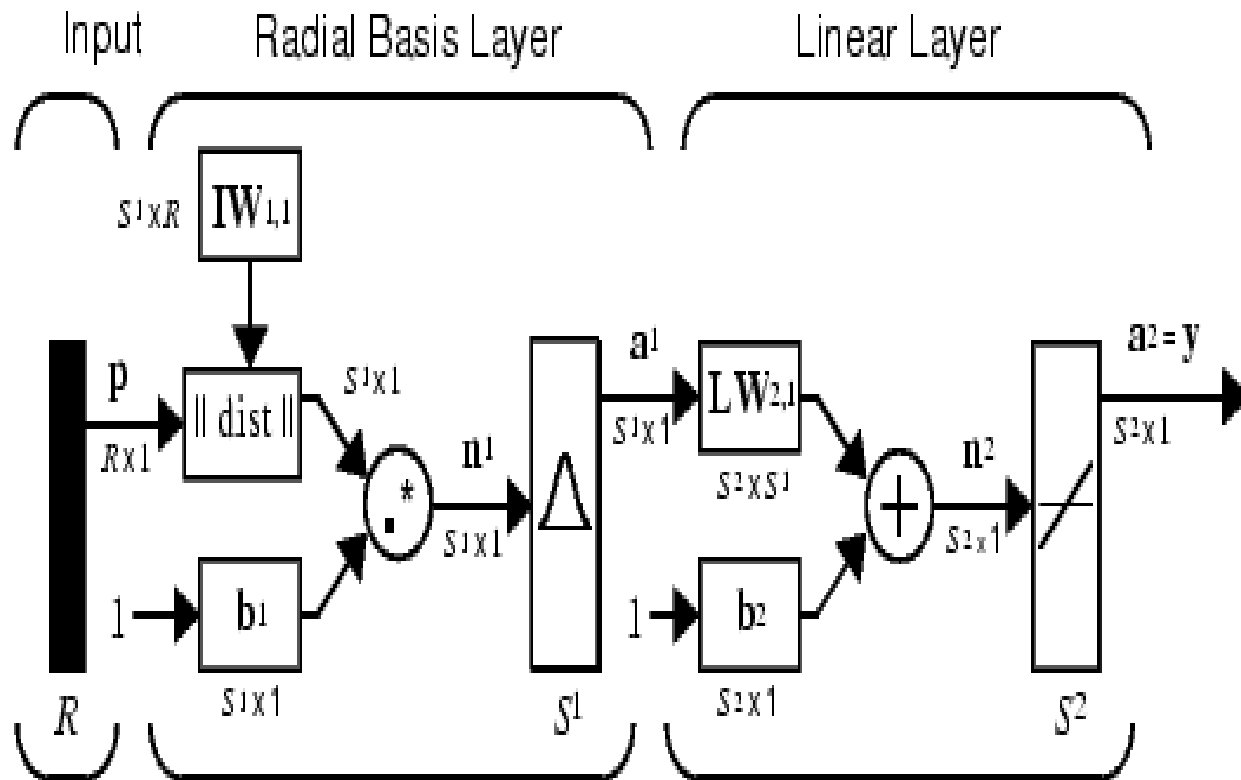 Input
Radial Basis Layer
Linear Layer
S¹xR
IW1,1
p
Rx1
|| dist ||
S¹x1
n¹
S¹x1
.*
1
b1
S¹x1
R
S¹
a¹
S¹x1
LW2,1
S²xS¹
1
b2
S²x1
+
n²
S²x1
S²
a2=y
S²x1